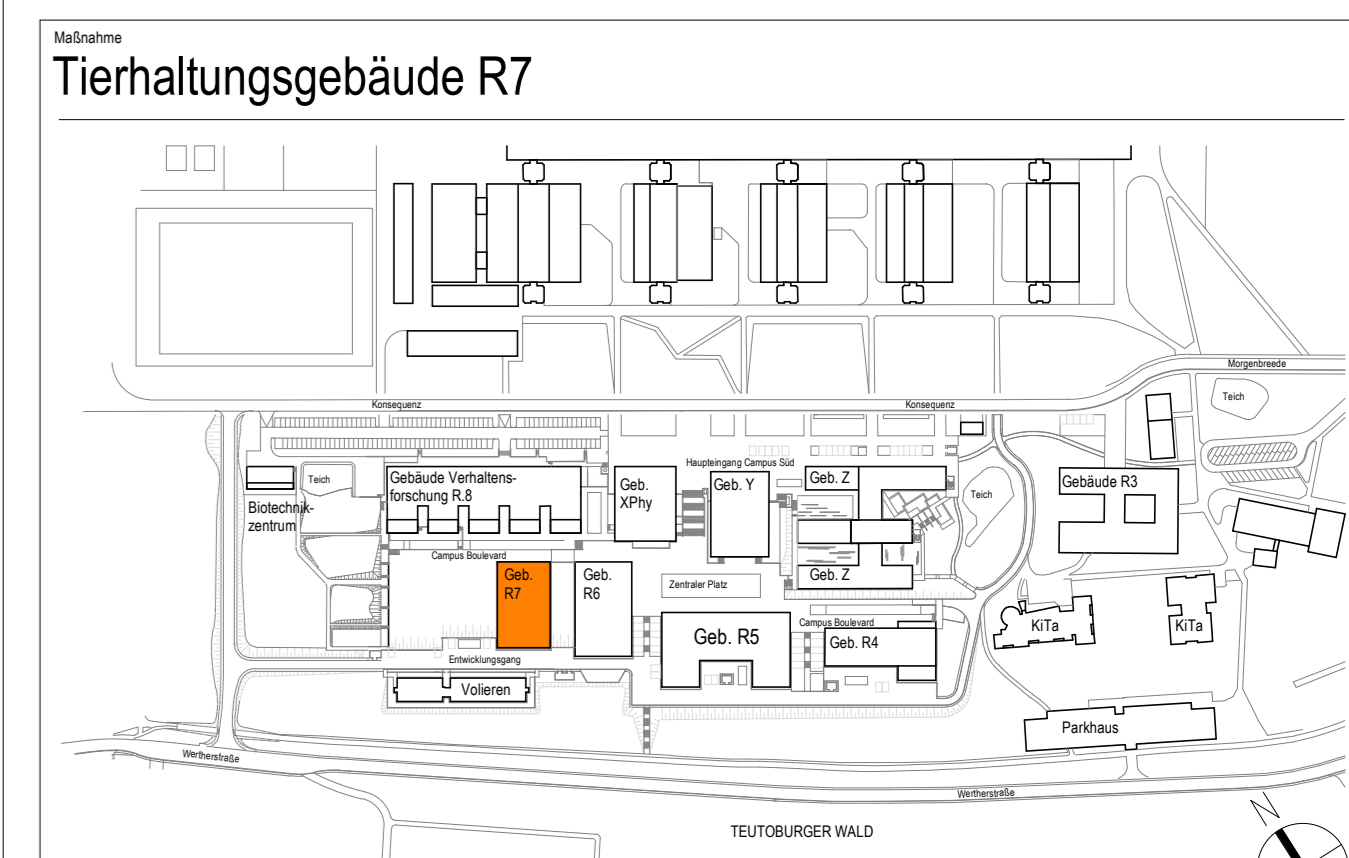 Maßnahme
Tierhaltungsgebäude R7
Morgenbreede
Teich
Konsequenz
Konsequenz
Haupteingang Campus Süd
Teich
Gebäude Verhaltens-
forschung R.8
Geb.
XPhy
Geb. Y
Geb. Z
Teich
Gebäude R3
Biotechnik-
zentrum
Campus Boulevard
Geb.
R7
Geb.
R6
Zentraler Platz
Geb. Z
Campus Boulevard
KiTa
KiTa
Geb. R5
Geb. R4
Entwicklungsgang
Volieren
Parkhaus
Wertherstraße
Wertherstraße
TEUTOBURGER WALD
N